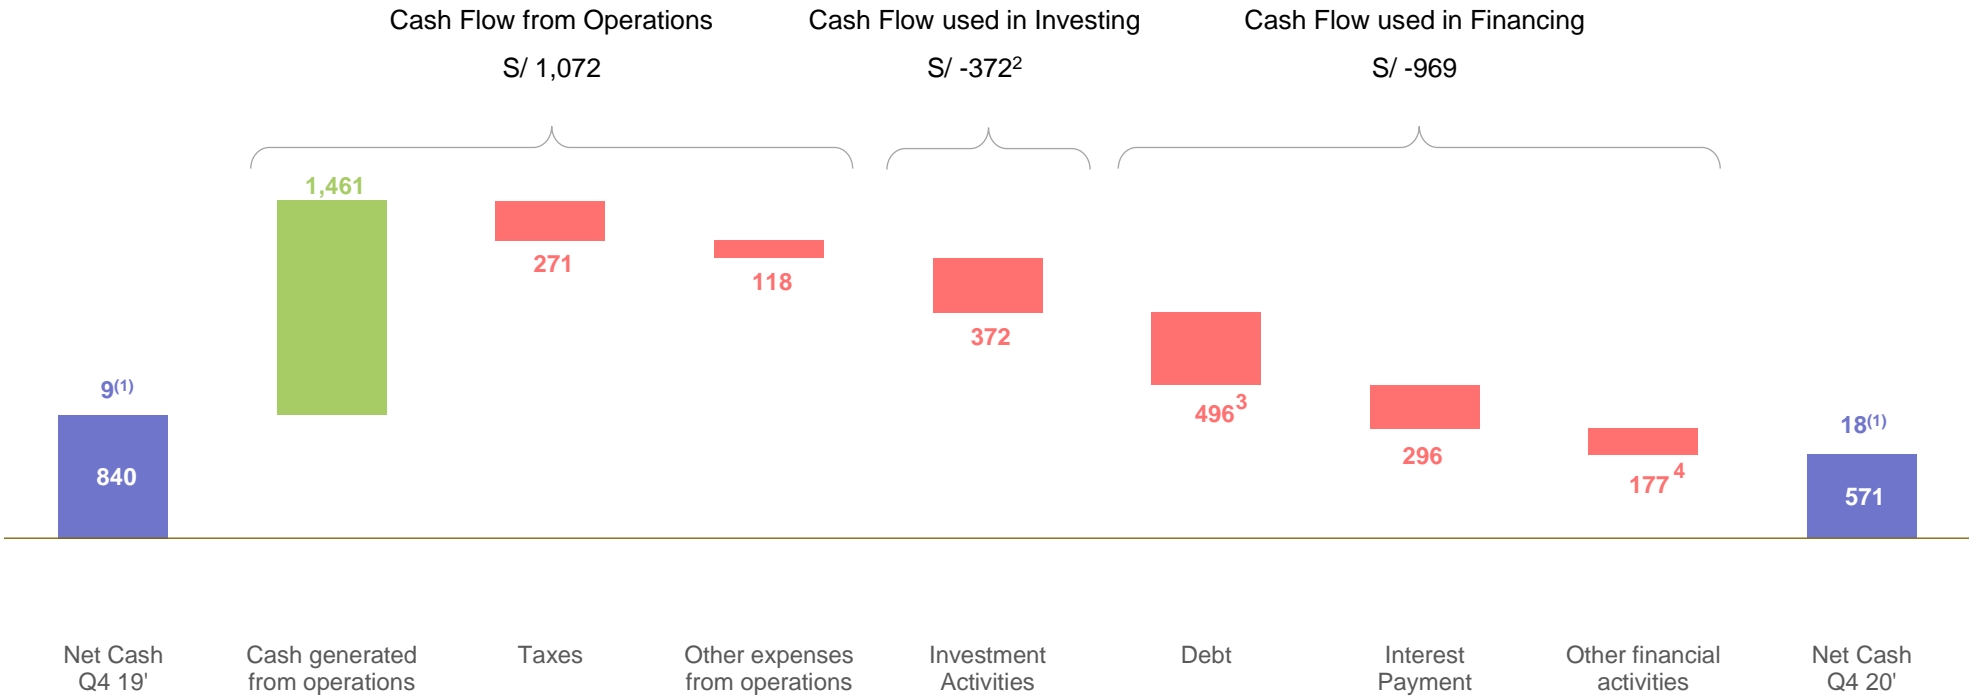 Cash Flow from Operations
Cash Flow used in Investing
Cash Flow used in Financing
S/ 1,072
S/ -372²
S/ -969
1,461
271
118
372
496³
296
177⁴
9⁽¹⁾
840
18⁽¹⁾
571
Net Cash
Q4 19'
Cash generated
from operations
Taxes
Other expenses
from operations
Investment
Activities
Debt
Interest
Payment
Other financial
activities
Net Cash
Q4 20'